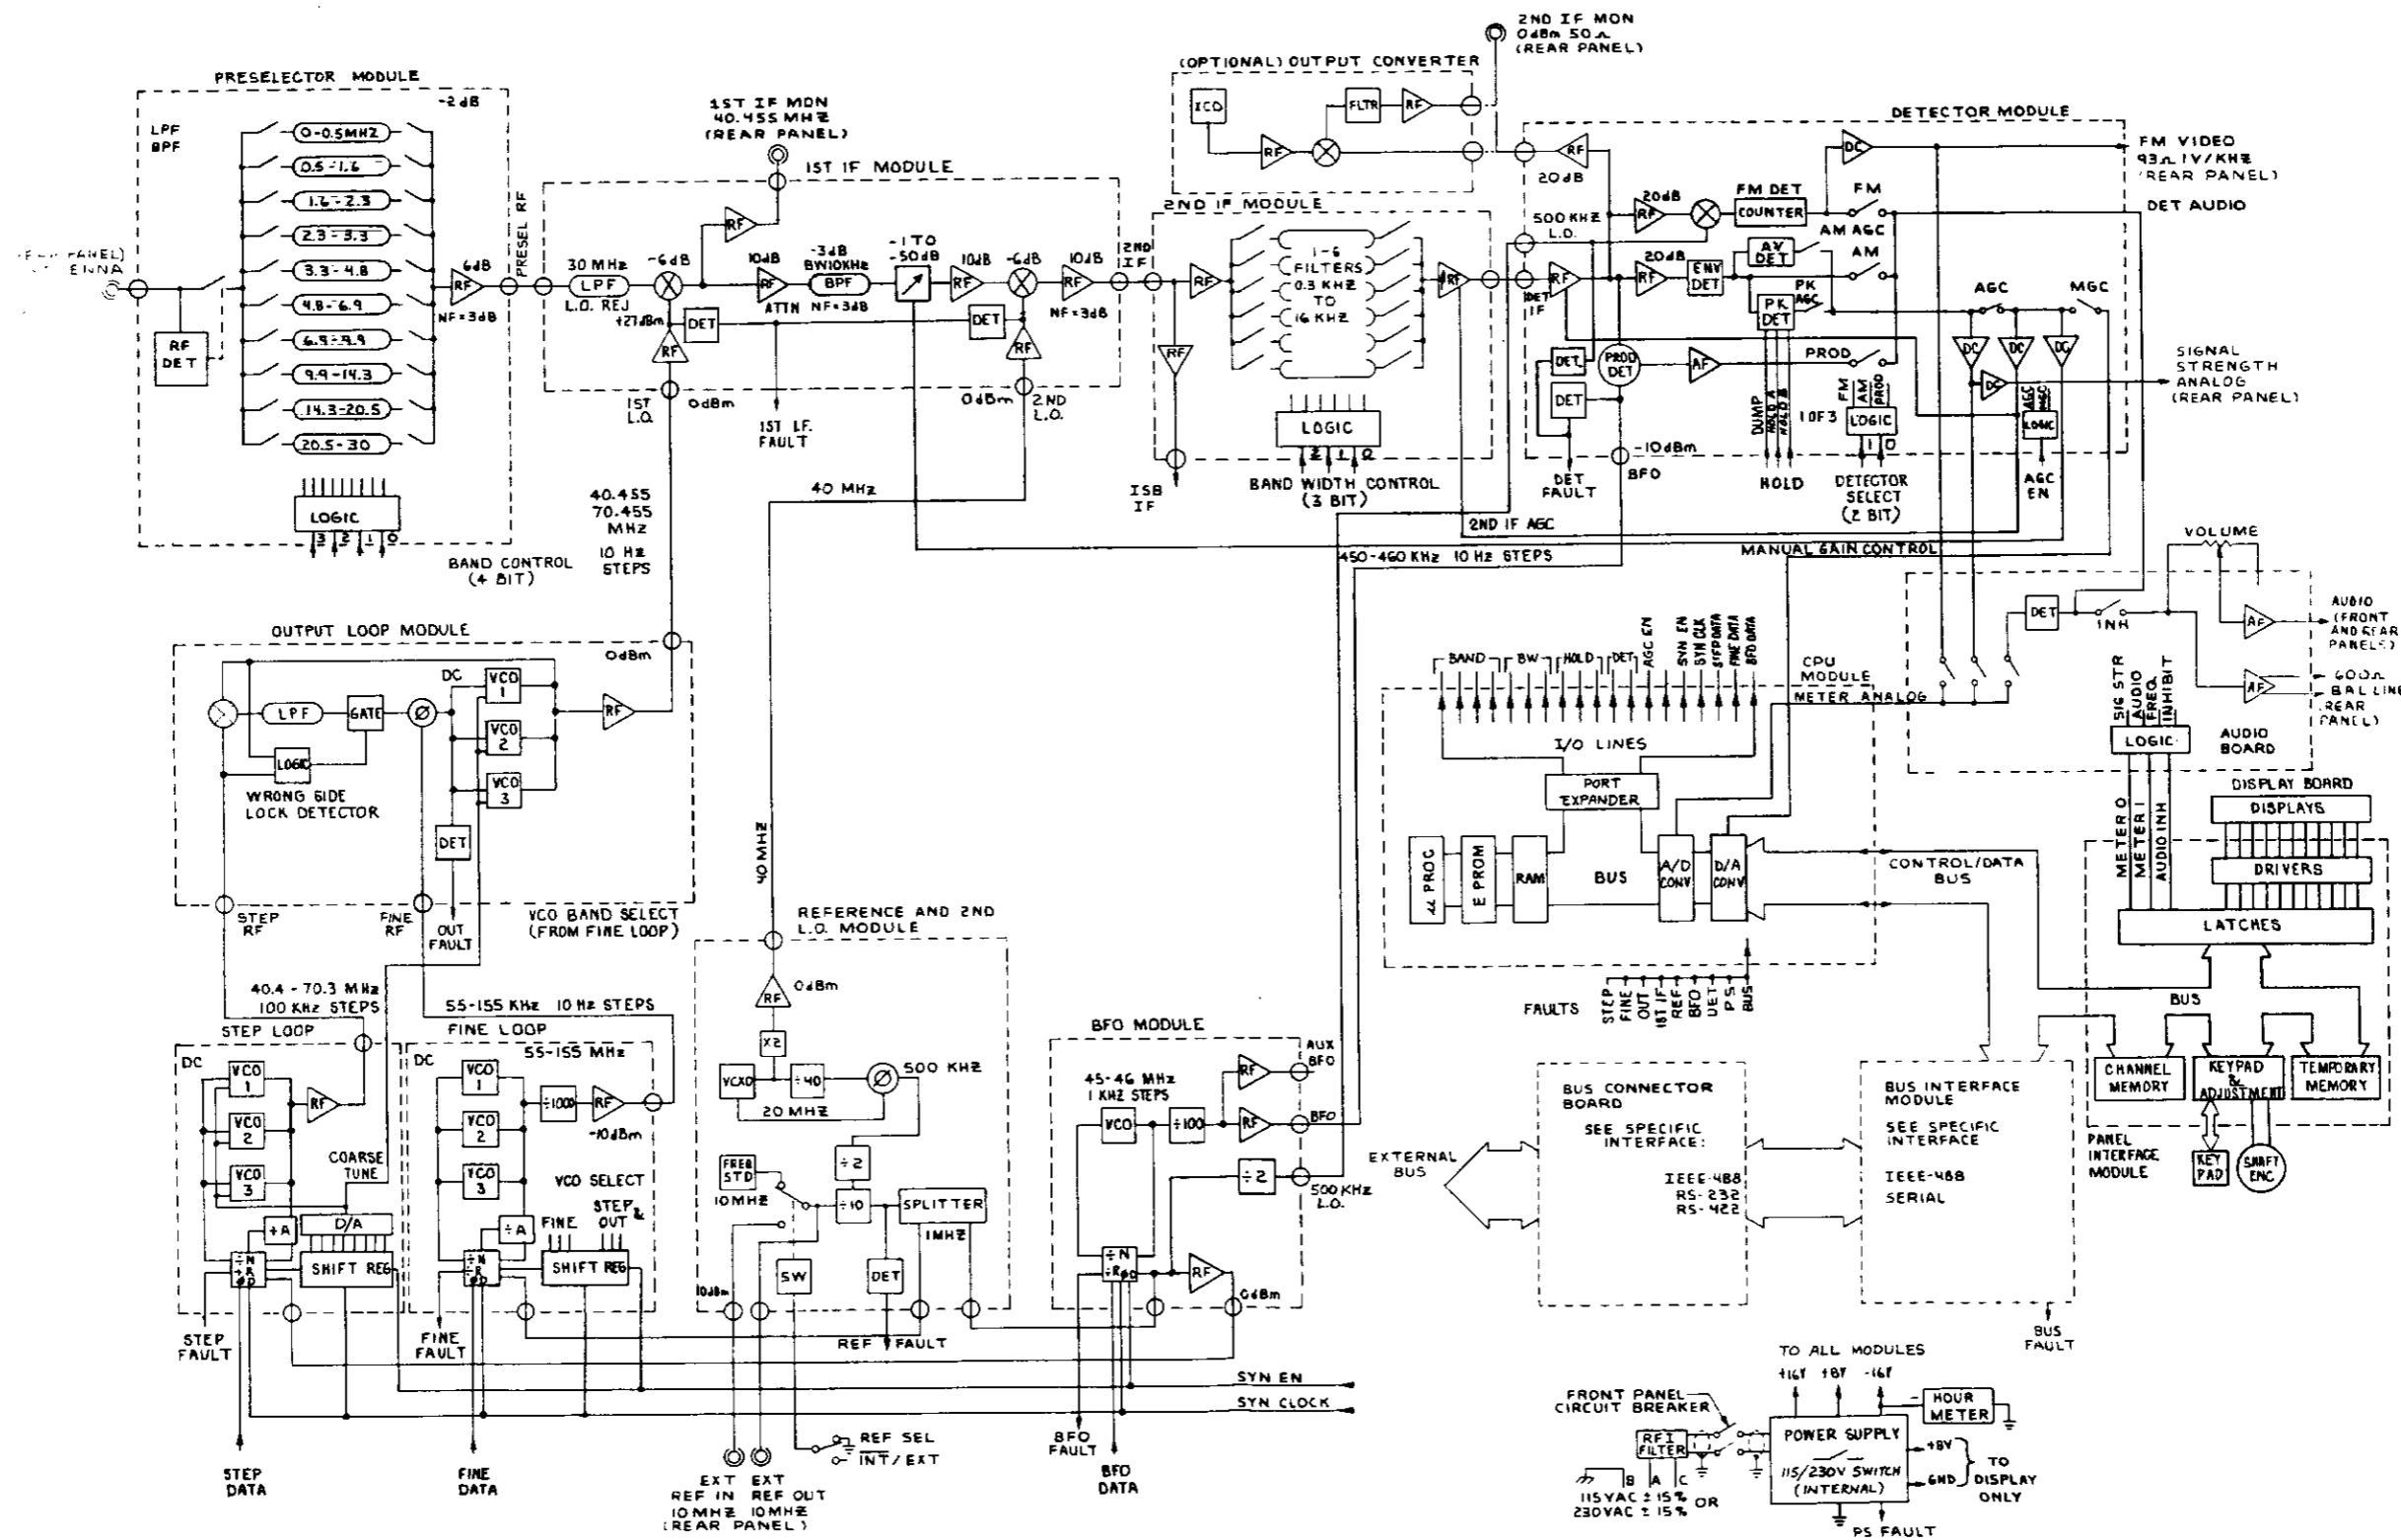 PRESELECTOR MODULE
-2dB
LPF
BPF
0-0.5MHZ
0.5-1.6
1.6-2.3
2.3-3.3
3.3-4.8
4.8-6.9
6.9-9.9
9.9-14.3
14.3-20.5
20.5-30
PANEL)
RF
DET
LOGIC
3 2 1 0
BAND CONTROL
(4 BIT)
6dB
RF
NF=3dB
PRESEL RF
1ST IF MON
40.455 MHZ
(REAR PANEL)
1ST IF MODULE
30 MHZ
LPF
L.O. REJ
-6dB
RF
+27dBm
RF
DET
10dB
RF
ATTN
-3dB
BW10KHZ
BPF
NF=3dB
-1 TO
-50dB
10dB
RF
-6dB
DET
RF
10dB
RF
NF=3dB
2ND
IF
1ST
L.O.
0dBm
1ST I.F.
FAULT
0dBm
2ND
L.O.
40.455
70.455
MHz
10 HZ
STEPS
40 MHZ
40 MHZ
(OPTIONAL) OUTPUT CONVERTER
XCO
FLTR
RF
RF
2ND IF MON
0dBm 50Ω
(REAR PANEL)
2ND IF MODULE
RF
RF
1-6
FILTERS
0.3 KHZ
TO
16 KHZ
RF
LOGIC
2 1 0
BAND WIDTH CONTROL
(3 BIT)
ISB
IF
DETECTOR MODULE
RF
20dB
500 KHZ
L.O.
20dB
RF
FM DET
COUNTER
DC
FM
FM VIDEO
93Ω 1V/KHZ
(REAR PANEL)
DET AUDIO
DET
IF
RF
20dB
RF
ENV
DET
AM AGC
AV
DET
AM
PK
AGC
PK
DET
AGC
MGC
DC
DC
DC
DC
SIGNAL
STRENGTH
ANALOG
(REAR PANEL)
DET
DET
PROD
DET
AF
PROD
FM
AM
PROD
1 OF 3
LOGIC
1 0
AGC
MGC
LOGIC
DUMP
HOLD A
HOLD B
-10dBm
BFO
DET
FAULT
HOLD
DETECTOR
SELECT
(2 BIT)
AGC
EN
2ND IF AGC
450-460 KHZ 10 HZ STEPS
MANUAL GAIN CONTROL
VOLUME
DET
INH
AF
AUDIO
(FRONT
AND REAR
PANELS)
AF
600Ω
BAL LINE
(REAR
PANEL)
SIG STR
AUDIO
FREQ
INHIBIT
LOGIC
AUDIO
BOARD
OUTPUT LOOP MODULE
0dBm
LPF
GATE
Ø
DC
VCO
1
VCO
2
VCO
3
RF
LOGIC
WRONG SIDE
LOCK DETECTOR
DET
STEP
RF
FINE
RF
OUT
FAULT
VCO BAND SELECT
(FROM FINE LOOP)
40.4-70.3 MHz
100 KHZ STEPS
55-155 KHZ 10 HZ STEPS
STEP LOOP
DC
VCO
1
VCO
2
VCO
3
RF
COARSE
TUNE
÷A
D/A
÷N
÷R
ØD
SHIFT REG
STEP
FAULT
STEP
DATA
FINE LOOP
DC
55-155 MHZ
VCO
1
VCO
2
VCO
3
÷1000
RF
-10dBm
VCO SELECT
FINE
STEP&
OUT
÷A
÷N
÷R
ØD
SHIFT REG
FINE
FAULT
FINE
DATA
REFERENCE AND 2ND
L.O. MODULE
RF
0dBm
X2
VCXO
÷40
Ø
500 KHZ
20 MHZ
÷2
FREQ
STD
10MHZ
÷10
SPLITTER
1MHZ
SW
DET
0dBm
REF FAULT
SYN EN
SYN CLOCK
REF SEL
INT/EXT
EXT
REF IN
10MHZ
EXT
REF OUT
10MHZ
(REAR PANEL)
BFO MODULE
45-46 MHZ
1 KHZ STEPS
VCO
÷100
RF
AUX
BFO
RF
BFO
÷2
500 KHZ
L.O.
÷N
÷R
ØD
RF
0dBm
BFO
FAULT
BFO
DATA
CPU
MODULE
METER ANALOG
BAND
BW
HOLD
DET
AGC EN
SYN EN
SYN CLK
STEP DATA
FINE DATA
BFO DATA
I/O LINES
PORT
EXPANDER
µ PROC
E PROM
RAM
BUS
A/D
CONV
D/A
CONV
CONTROL/DATA
BUS
FAULTS
STEP
FINE
OUT
1ST IF
REF
BFO
DET
PS
BUS
EXTERNAL
BUS
BUS CONNECTOR
BOARD
SEE SPECIFIC
INTERFACE:
IEEE-488
RS-232
RS-422
BUS INTERFACE
MODULE
SEE SPECIFIC
INTERFACE
IEEE-488
SERIAL
BUS
FAULT
DISPLAY BOARD
DISPLAYS
DRIVERS
METER 0
METER 1
AUDIO INH
LATCHES
BUS
CHANNEL
MEMORY
KEYPAD
&
ADJUSTMENT
TEMPORARY
MEMORY
PANEL
INTERFACE
MODULE
KEY
PAD
SHAFT
ENC
TO ALL MODULES
+16V +8V -16V
HOUR
METER
FRONT PANEL
CIRCUIT BREAKER
RFI
FILTER
B A C
115VAC ± 15% OR
230VAC ± 15%
POWER SUPPLY
115/230V SWITCH
(INTERNAL)
+8V
GND
TO
DISPLAY
ONLY
PS FAULT